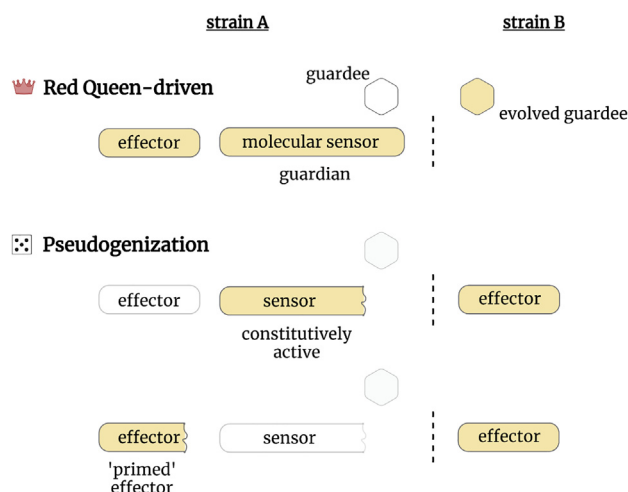 strain A
strain B
Red Queen-driven
guardee
evolved guardee
effector
molecular sensor
guardian
Pseudogenization
effector
sensor
effector
constitutively
active
effector
sensor
effector
'primed'
effector